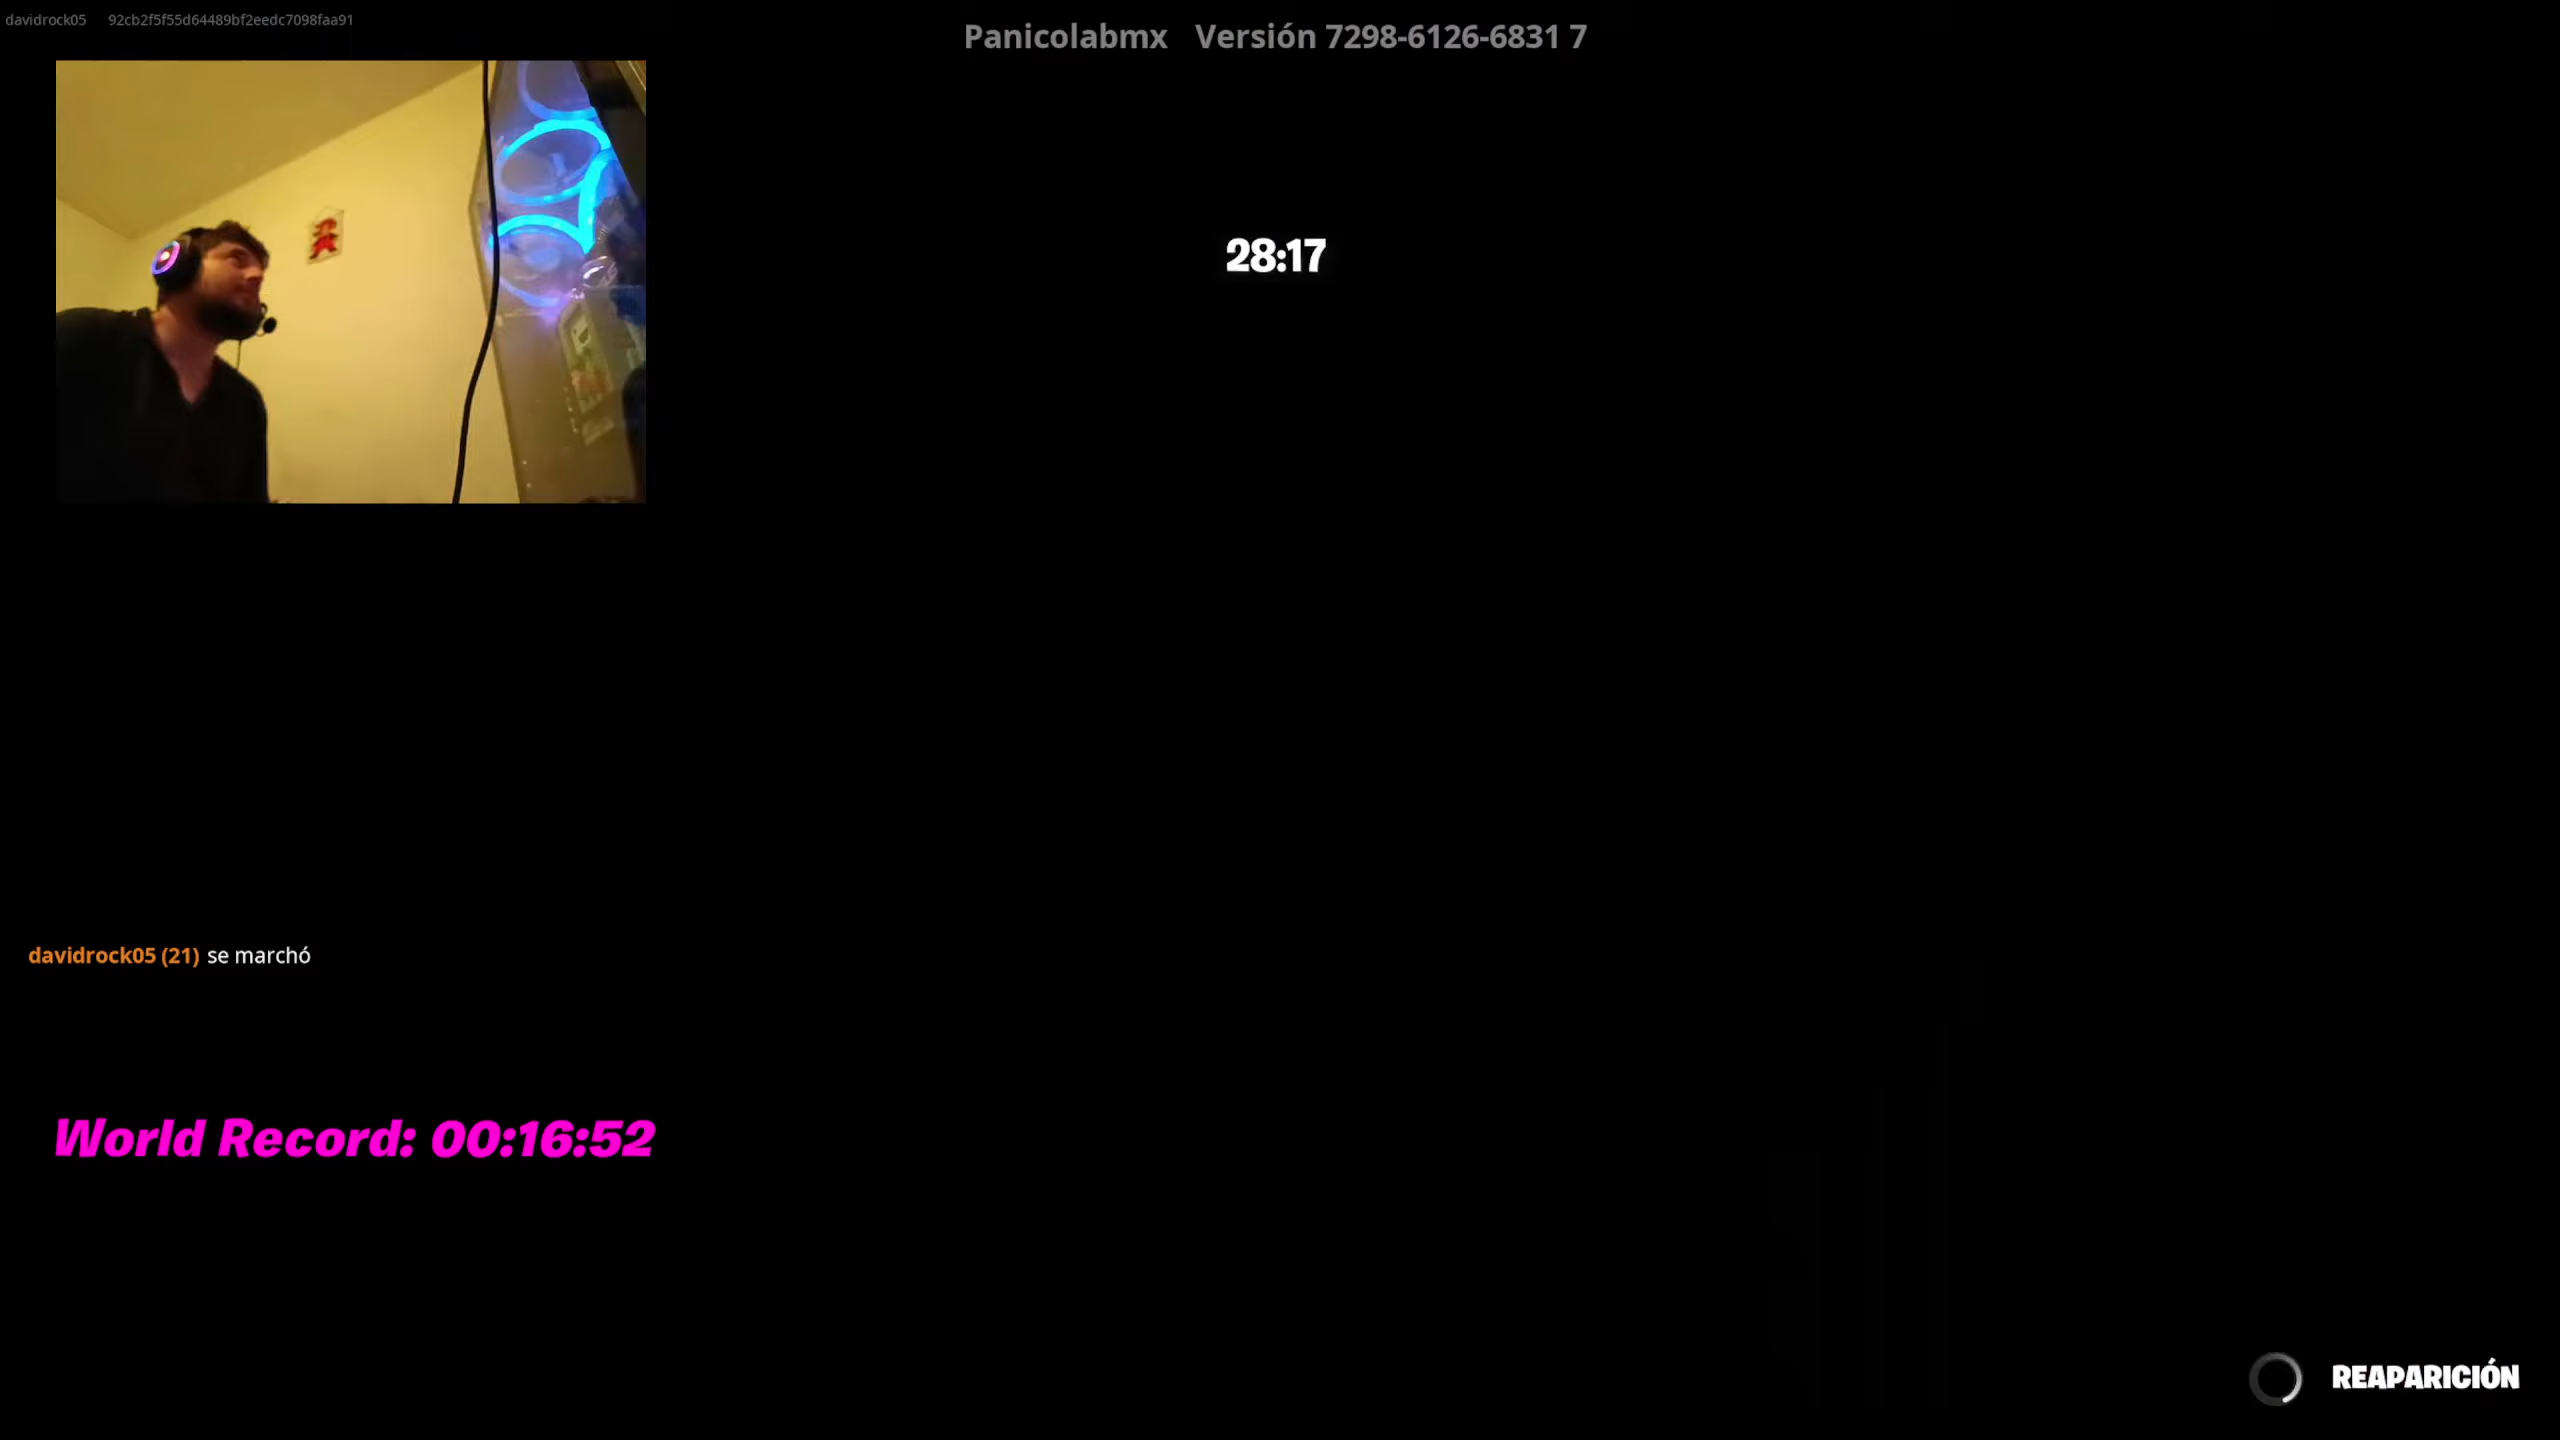 davidrock05 92cb2f5f55d64489bf2eedc7098faa91
Panicolabmx Versión 7298-6126-6831 7
28:17
davidrock05 (21) se marchó
World Record: 00:16:52
REAPARICIÓN